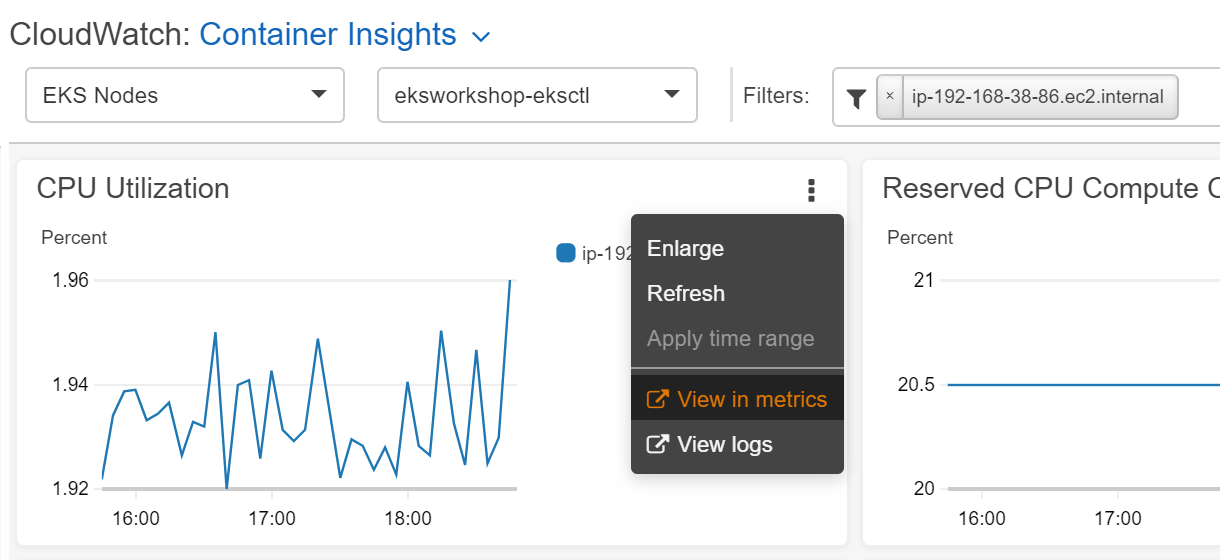 CloudWatch: Container Insights
EKS Nodes
eksworkshop-eksctl
Filters:
× ip-192-168-38-86.ec2.internal
CPU Utilization
Percent
ip-192
1.96
1.94
1.92
16:00 17:00 18:00
Enlarge
Refresh
Apply time range
View in metrics
View logs
Reserved CPU Compute C
Percent
21
20.5
20
16:00 17:00